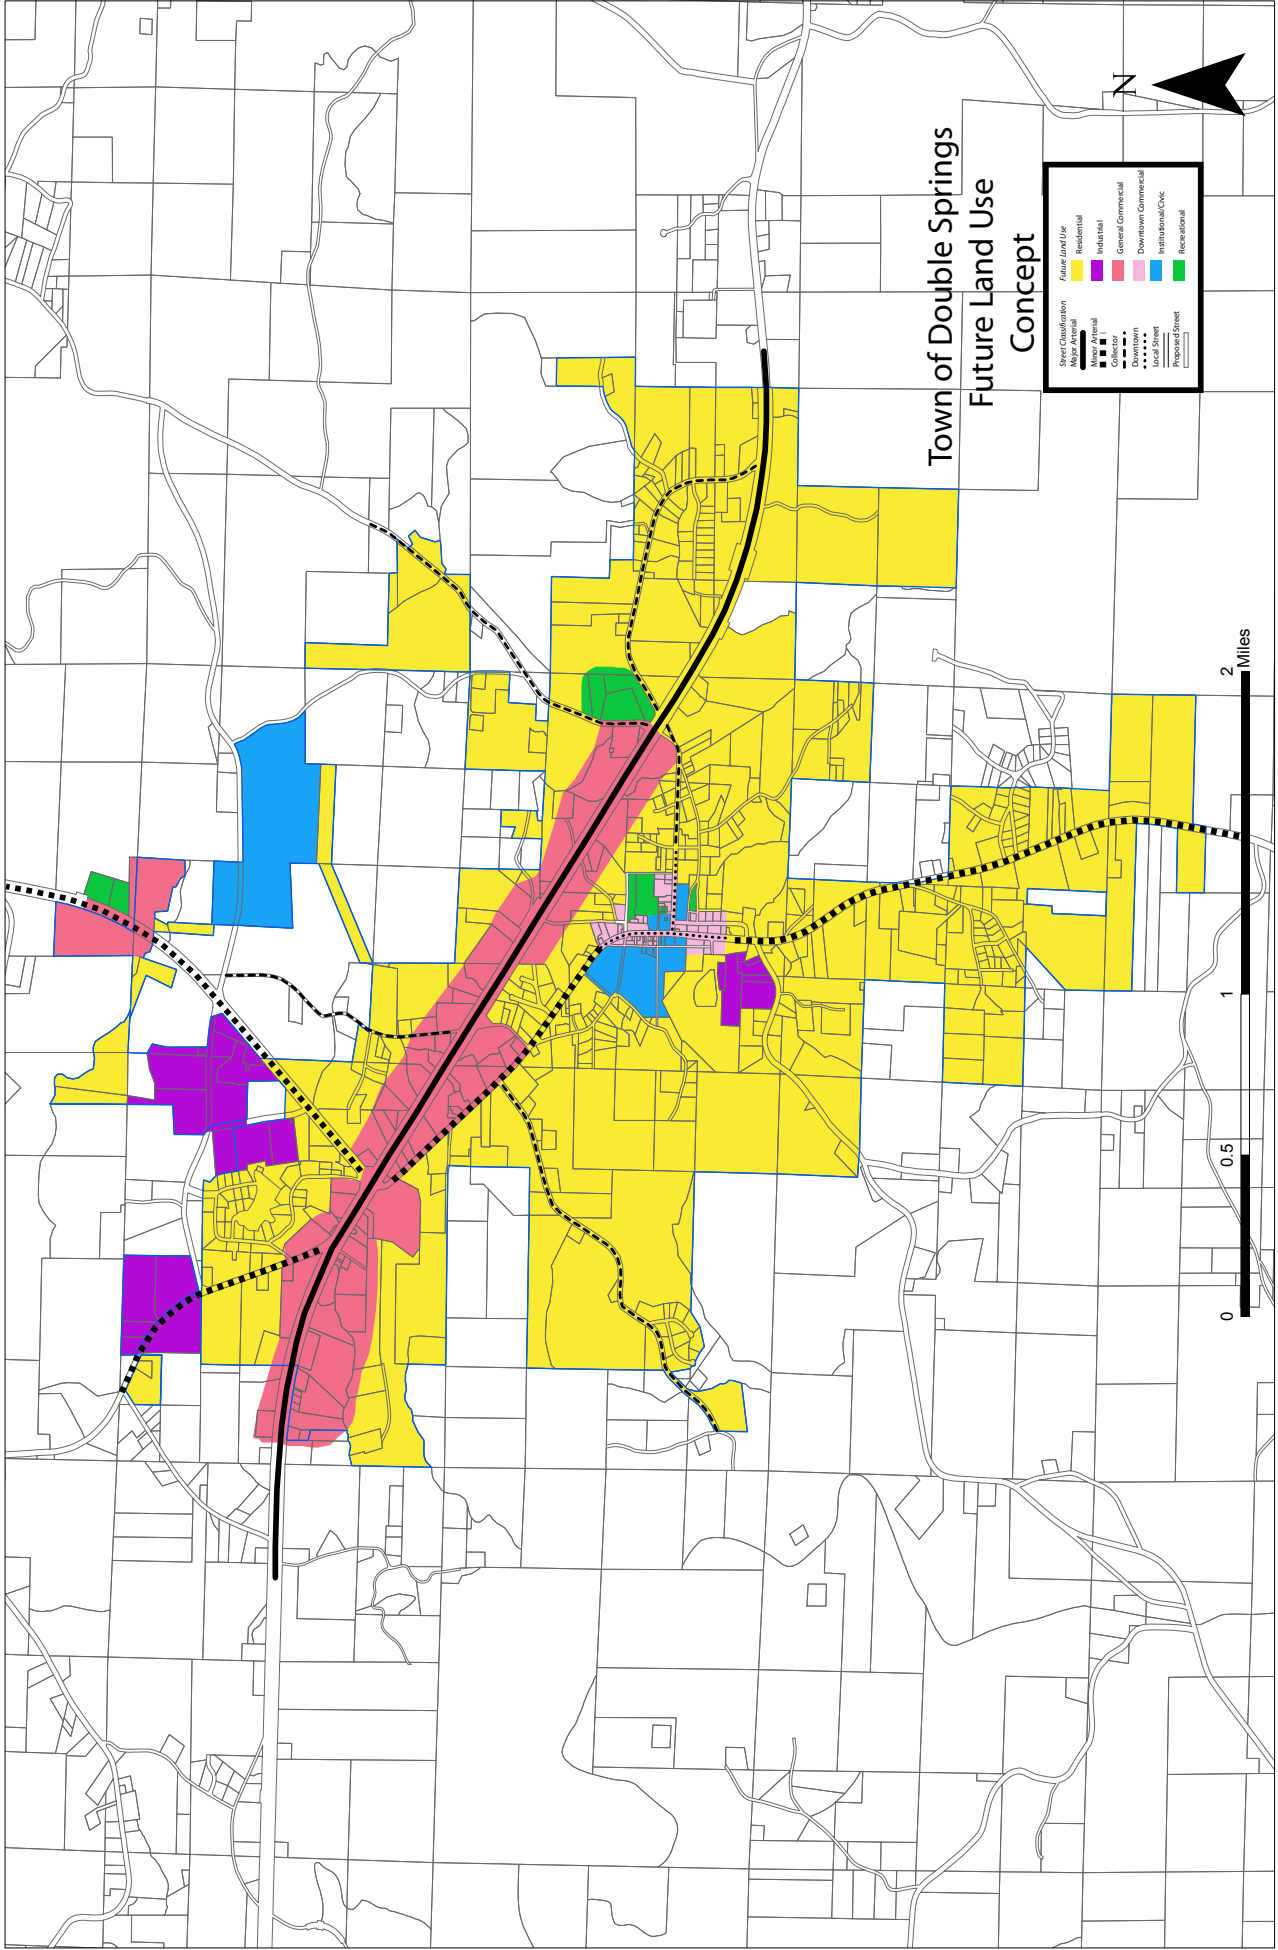 Town of Double Springs
Future Land Use
Concept
N
Street Classification
Major Arterial
Minor Arterial
Collector
Downtown
Local Street
Proposed Street
Future Land Use
Residential
Industrial
General Commercial
Downtown Commercial
Institutional/Civic
Recreational
0 0.5 1 2
Miles